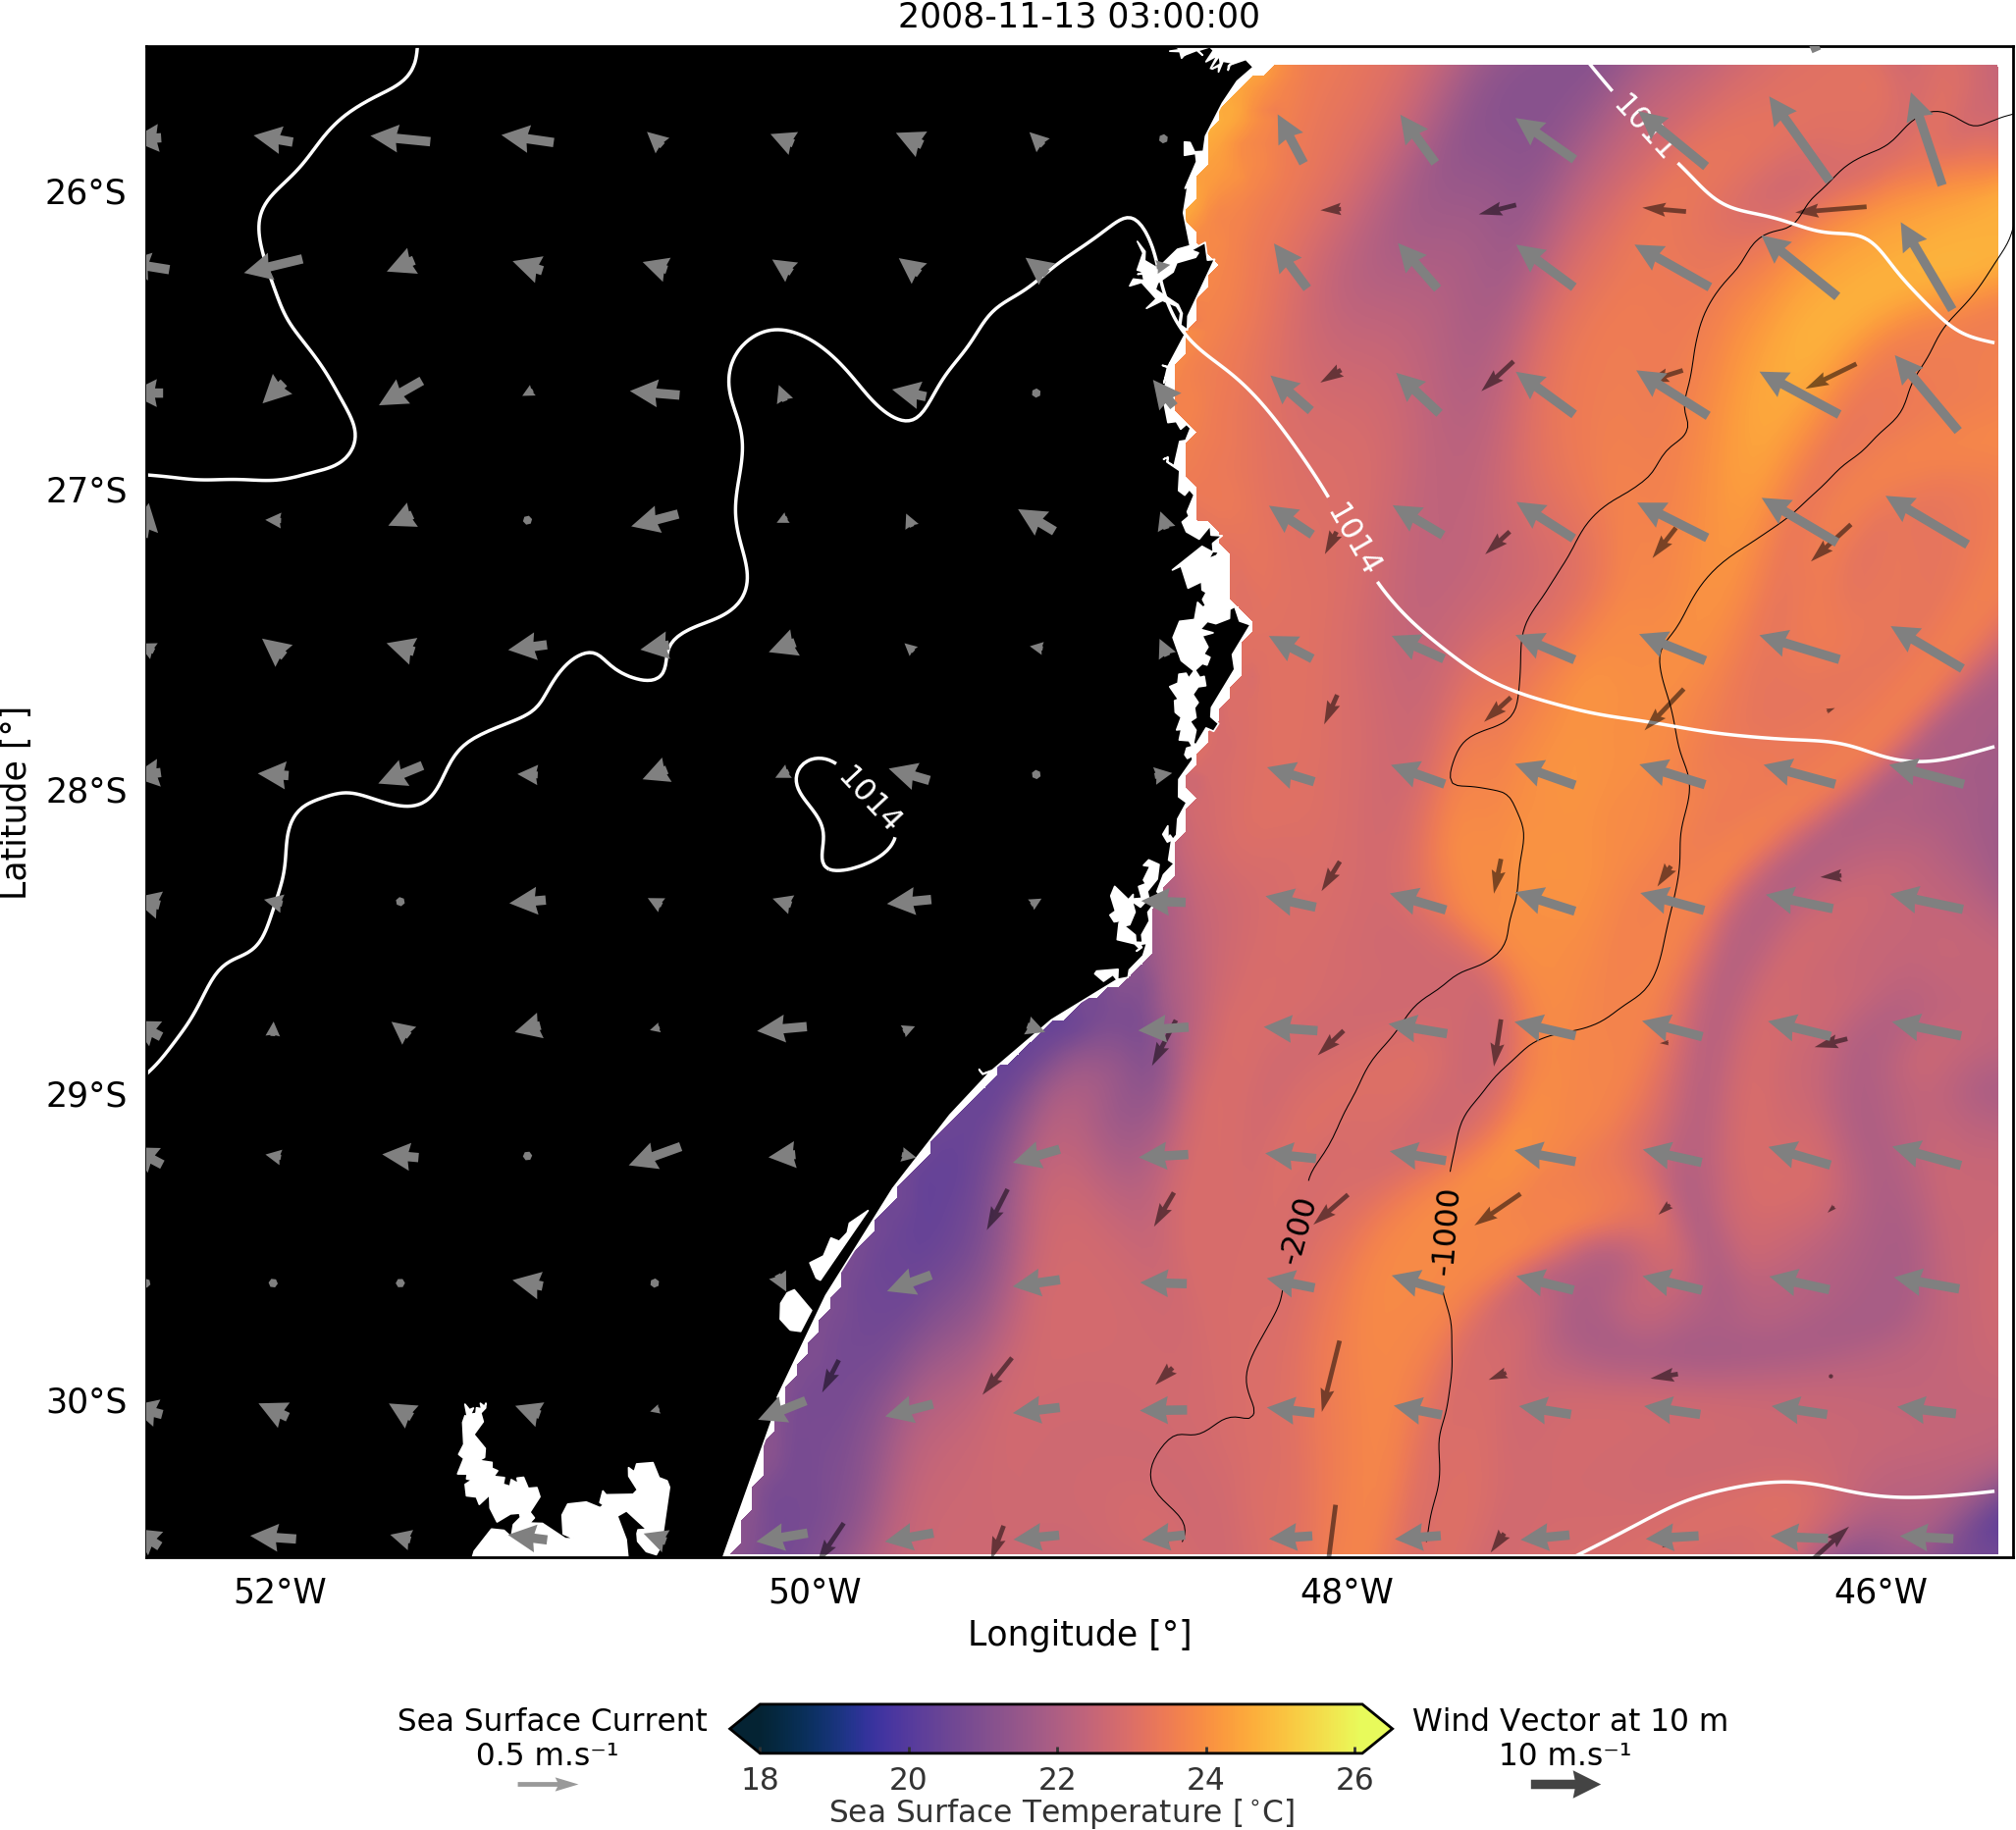 2008-11-13 03:00:00
1011
26°S
27°S
1014
28°S
1014
29°S
-200
-1000
30°S
Latitude [°]
52°W
50°W
48°W
46°W
Longitude [°]
Sea Surface Current
0.5 m.s⁻¹
18
20
22
24
26
Sea Surface Temperature [°C]
Wind Vector at 10 m
10 m.s⁻¹